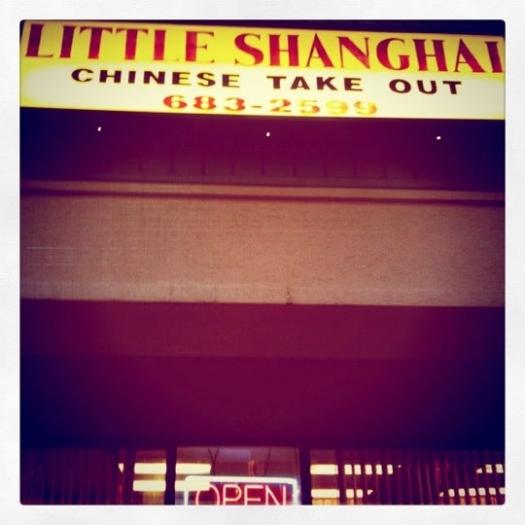 LITTLE SHANGHAI
CHINESE TAKE OUT
683-2599
OPEN